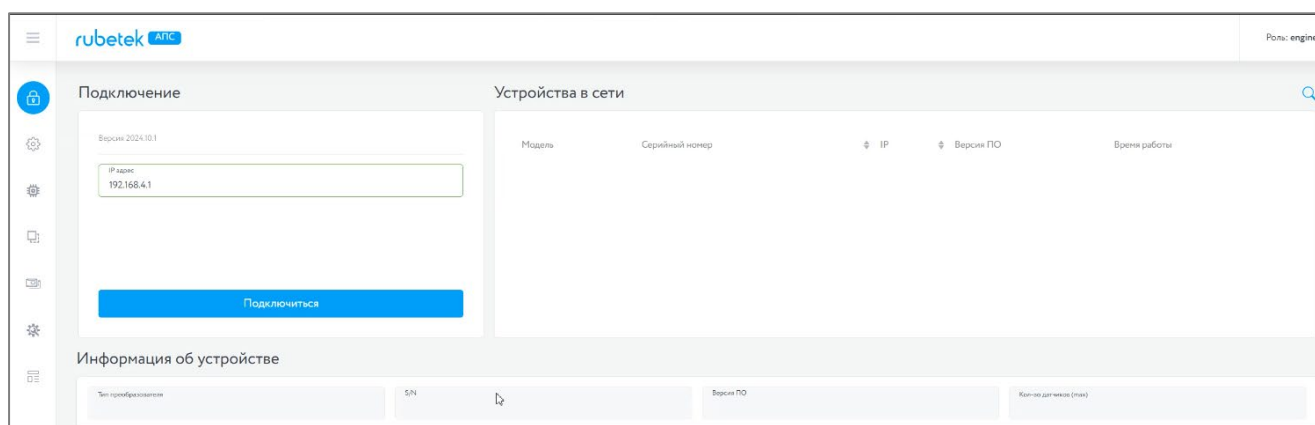 rubetek АПС
Роль: engine
Подключение
Устройства в сети
Версия 2024.10.1
IP адрес
192.168.4.1
Модель Серийный номер IP Версия ПО Время работы
Подключиться
Информация об устройстве
Тип преобразователя S/N Версия ПО Кол-во датчиков (max)